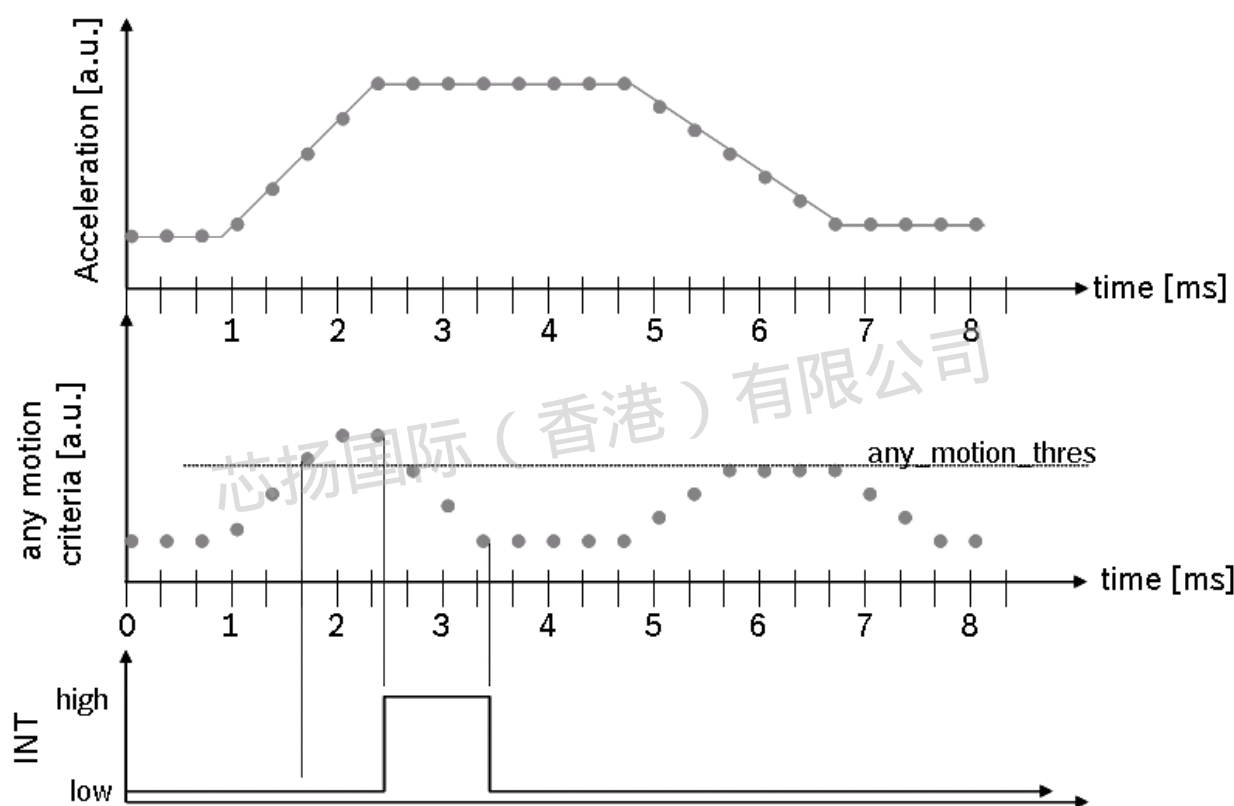 Acceleration [a.u.]
time [ms]
1 2 3 4 5 6 7 8
芯扬国际（香港）有限公司
any motion
criteria [a.u.]
any_motion_thres
time [ms]
0 1 2 3 4 5 6 7 8
INT
high
low